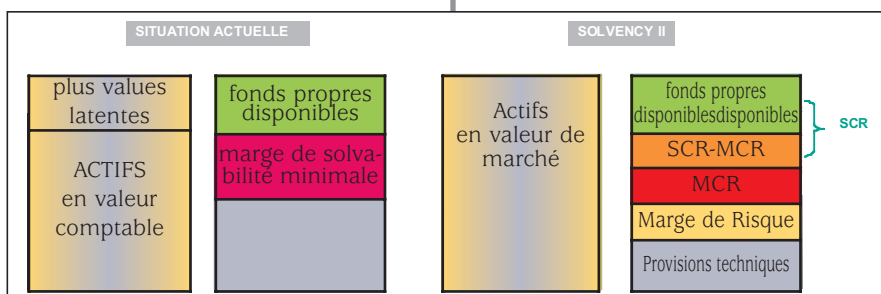 SITUATION ACTUELLE
SOLVENCY II
plus values
latentes
ACTIFS
en valeur
comptable
fonds propres
disponibles
marge de solva-
bilité minimale
Actifs
en valeur de
marché
fonds propres
disponiblesdisponibles
SCR-MCR
MCR
Marge de Risque
Provisions techniques
SCR